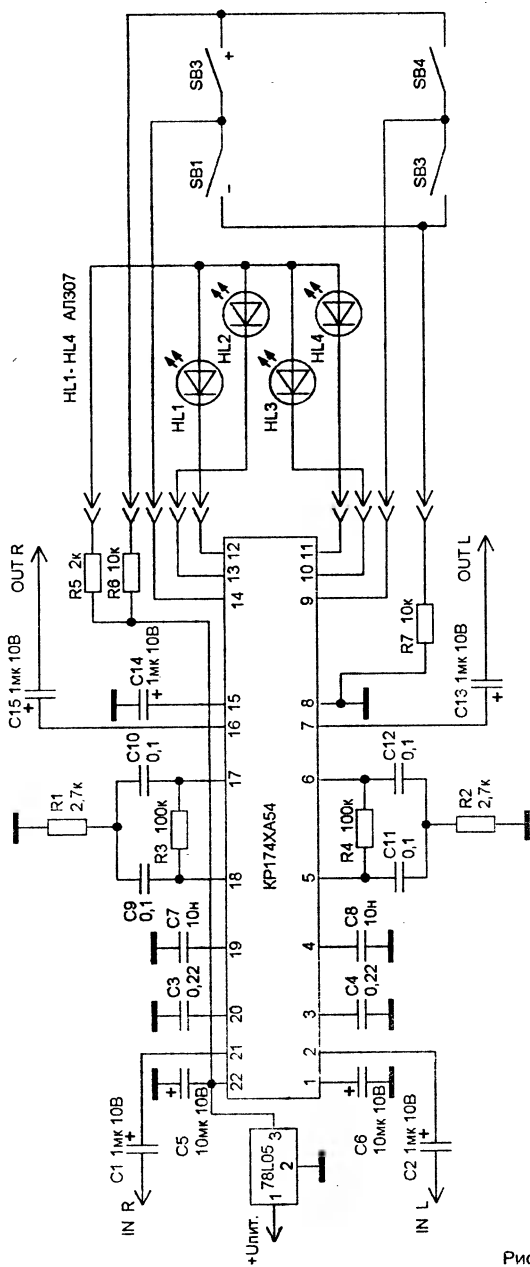 IN R
C1 1мк 10В
+
C5
10мк 10В
+
C3
0,22
C7
10н
C9
0,1
R1
2,7к
C10
0,1
R3
100к
C15 1мк 10В
+
OUT R
C14
1мк 10В
+
R5 2к
R6 10к
HL1- HL4 АЛ307
HL1
HL2
HL3
HL4
SB1
−
SB3
+
SB3
SB4
22
21
20
19
18
17
16
15
14
13
12
КР174ХА54
1
2
3
4
5
6
7
8
9
10
11
+Uпит.
1
78L05
3
2
C6
10мк 10В
+
C2 1мк 10В
+
IN L
C4
0,22
C8
10н
R4 100к
C11
0,1
C12
0,1
R2
2,7к
R7 10к
C13 1мк 10В
+
OUT L
Рис